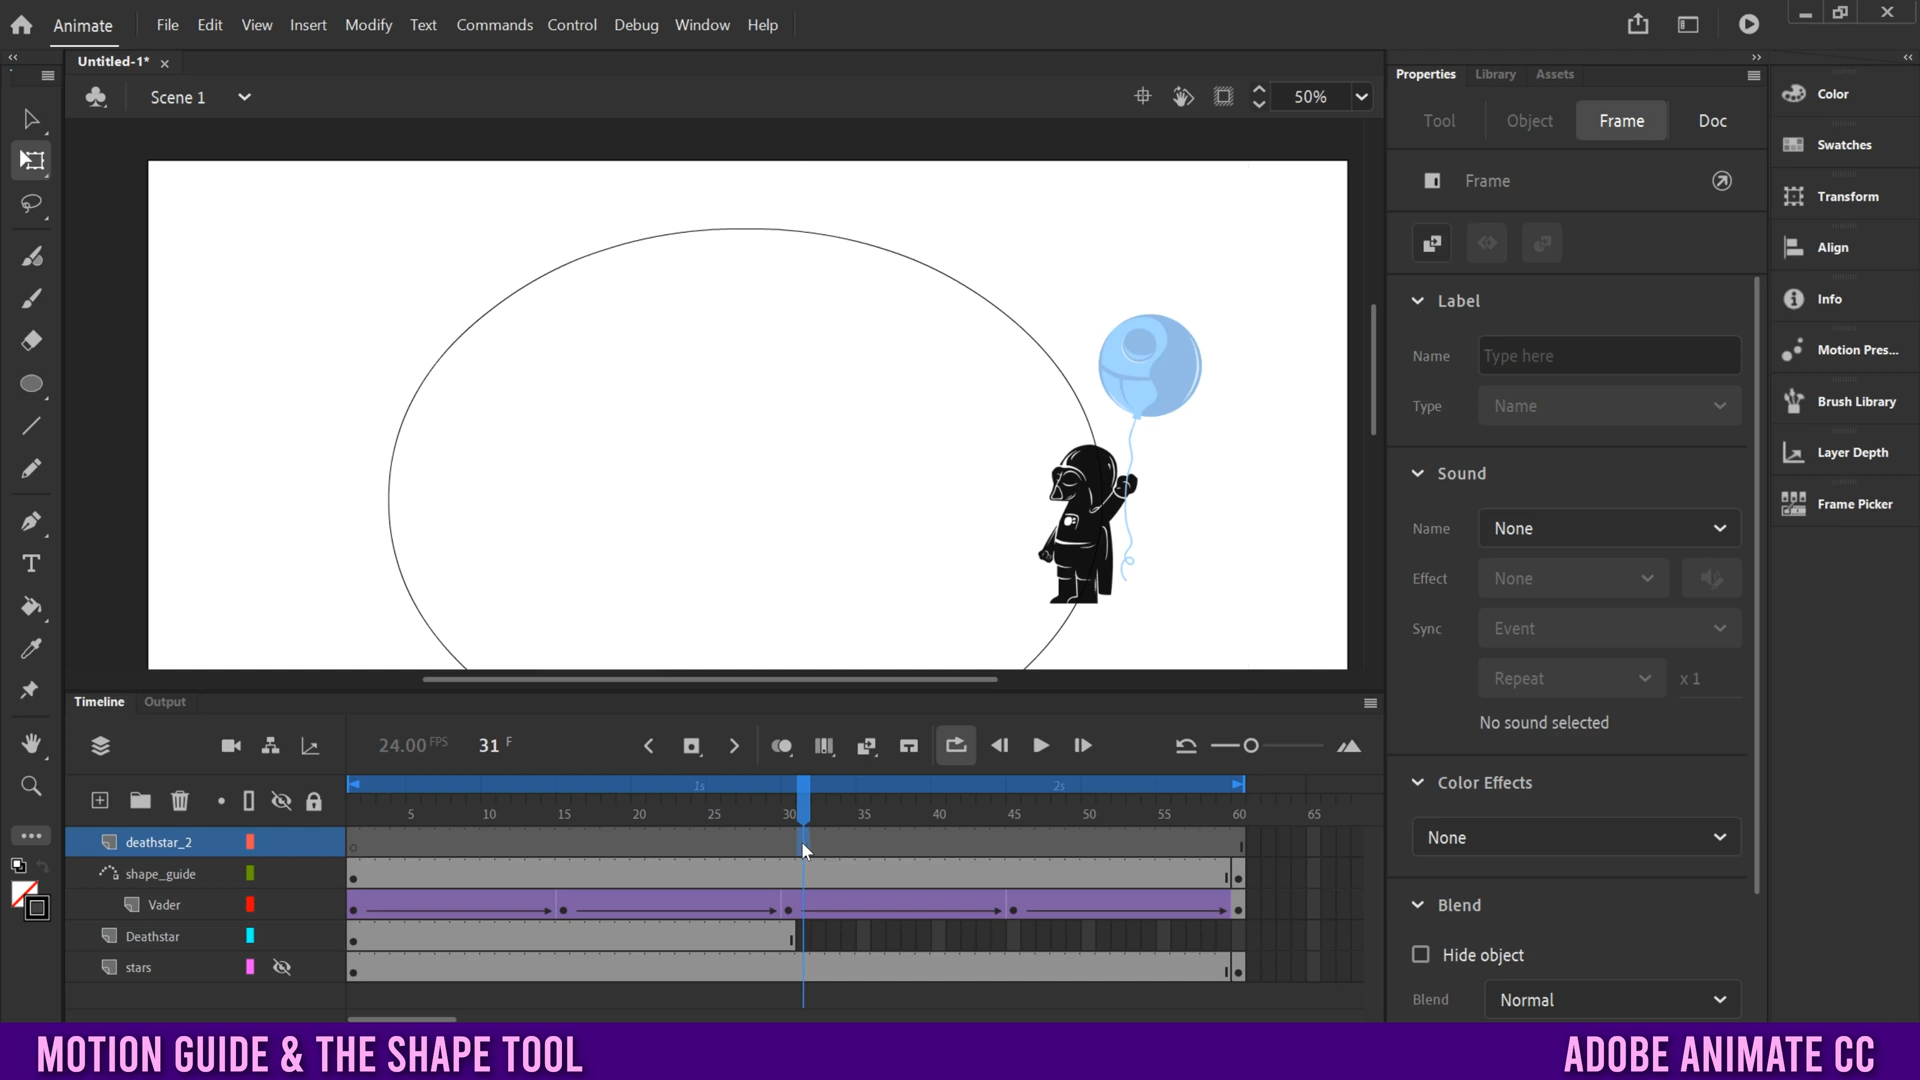 Animate File Edit View Insert Modify Text Commands Control Debug Window Help
Untitled-1*
Scene 1
50%
Properties Library Assets
Tool Object Frame Doc
Frame
Label
Name Type here
Type Name
Sound
Name None
Effect None
Sync Event
Repeat x 1
No sound selected
Color Effects
None
Blend
Hide object
Blend Normal
Color
Swatches
Transform
Align
Info
Motion Pres...
Brush Library
Layer Depth
Frame Picker
Timeline Output
24.00 FPS 31 F
1s 2s
5 10 15 20 25 30 35 40 45 50 55 60 65
deathstar_2
shape_guide
Vader
Deathstar
stars
MOTION GUIDE & THE SHAPE TOOL
ADOBE ANIMATE CC